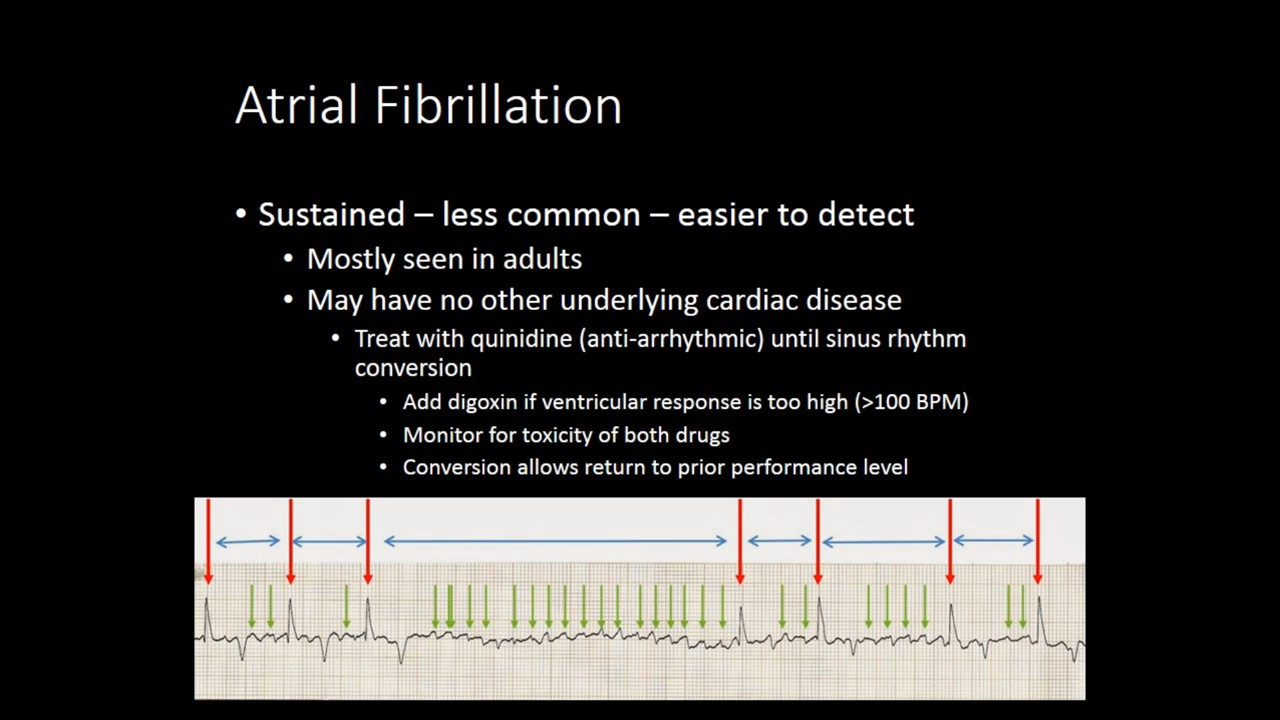 Atrial Fibrillation
• Sustained – less common – easier to detect
• Mostly seen in adults
• May have no other underlying cardiac disease
• Treat with quinidine (anti-arrhythmic) until sinus rhythm
conversion
• Add digoxin if ventricular response is too high (>100 BPM)
• Monitor for toxicity of both drugs
• Conversion allows return to prior performance level